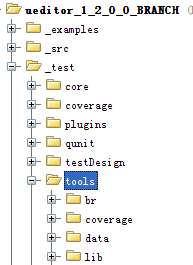 ueditor_1_2_0_0_BRANCH
_examples
_src
_test
core
coverage
plugins
qunit
testDesign
tools
br
coverage
data
lib